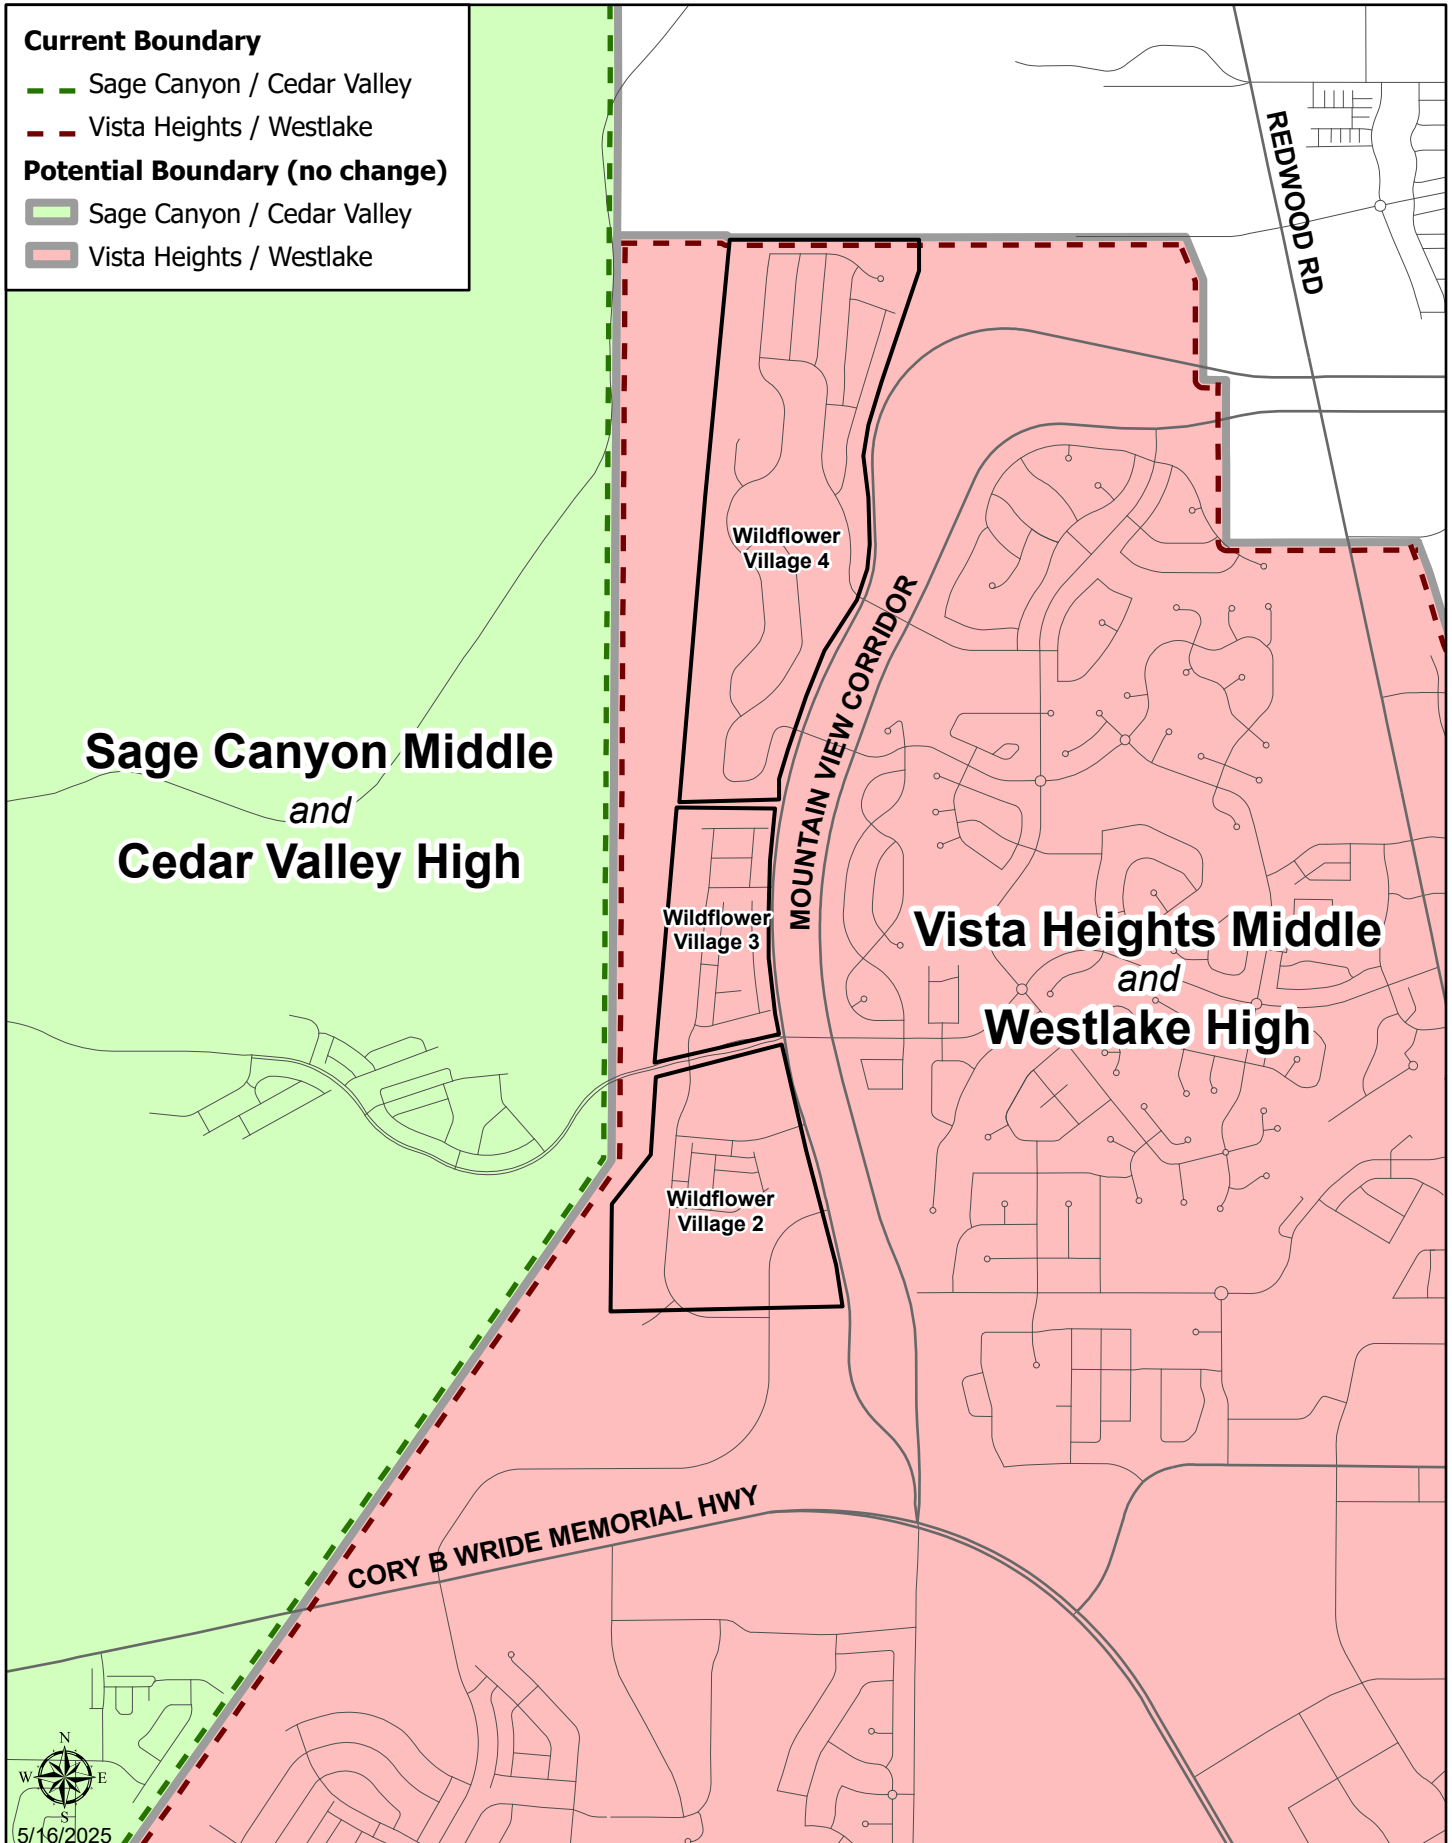 Current Boundary
Sage Canyon / Cedar Valley
Vista Heights / Westlake
Potential Boundary (no change)
Sage Canyon / Cedar Valley
Vista Heights / Westlake
REDWOOD RD
Wildflower
Village 4
MOUNTAIN VIEW CORRIDOR
Sage Canyon Middle
and
Cedar Valley High
Wildflower
Village 3
Vista Heights Middle
and
Westlake High
Wildflower
Village 2
CORY B WRIDE MEMORIAL HWY
N
W E
S
5/16/2025